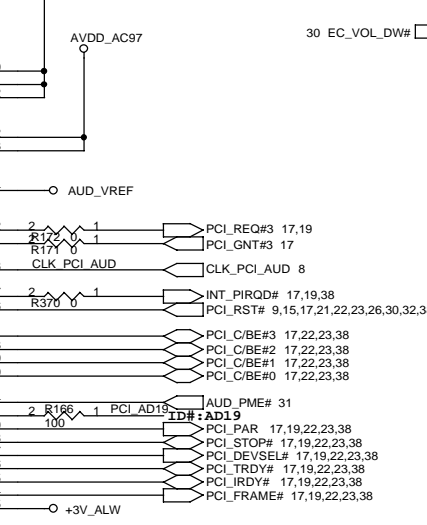 AVDD_AC97
30 EC_VOL_DW#
AUD_VREF
2 1 PCI_REQ#3 17,19
R172 0
2 1 PCI_GNT#3 17
R171 0
CLK_PCI_AUD CLK_PCI_AUD 8
2 1 INT_PIRQD# 17,19,38
R370 0
PCI_RST# 9,15,17,21,22,23,26,30,32,3
PCI_C/BE#3 17,22,23,38
PCI_C/BE#2 17,22,23,38
PCI_C/BE#1 17,22,23,38
PCI_C/BE#0 17,22,23,38
AUD_PME# 31
2 R166 1 PCI_AD19 ID#:AD19
100
PCI_PAR 17,19,22,23,38
PCI_STOP# 17,19,22,23,38
PCI_DEVSEL# 17,19,22,23,38
PCI_TRDY# 17,19,22,23,38
PCI_IRDY# 17,19,22,23,38
PCI_FRAME# 17,19,22,23,38
+3V_ALW